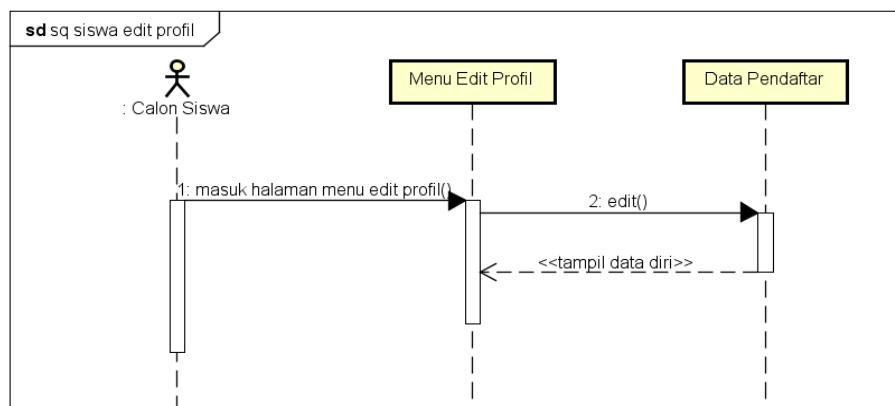 sd sq siswa edit profil
: Calon Siswa
Menu Edit Profil
Data Pendaftar
1: masuk halaman menu edit profil()
2: edit()
<<tampil data diri>>